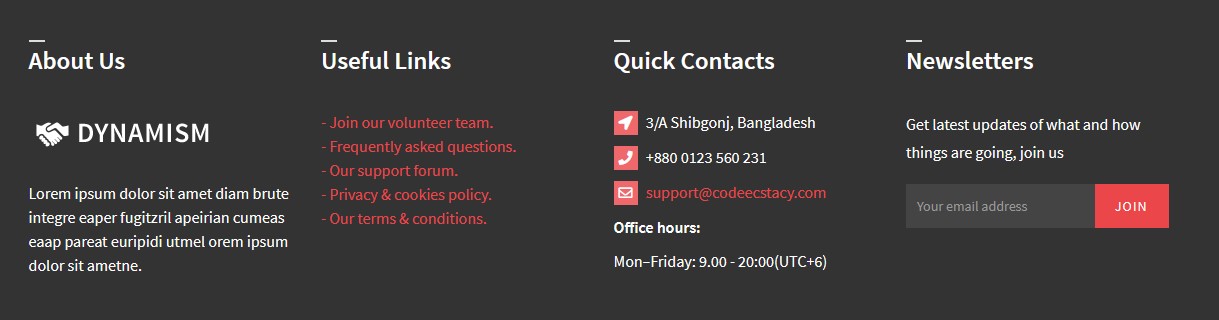 About Us
DYNAMISM
Lorem ipsum dolor sit amet diam brute
integre eaper fugitzril apeirian cumeas
eaap pareat euripidi utmel orem ipsum
dolor sit ametne.
Useful Links
- Join our volunteer team.
- Frequently asked questions.
- Our support forum.
- Privacy & cookies policy.
- Our terms & conditions.
Quick Contacts
3/A Shibgonj, Bangladesh
+880 0123 560 231
support@codeecstacy.com
Office hours:
Mon–Friday: 9.00 - 20:00(UTC+6)
Newsletters
Get latest updates of what and how
things are going, join us
Your email address
JOIN